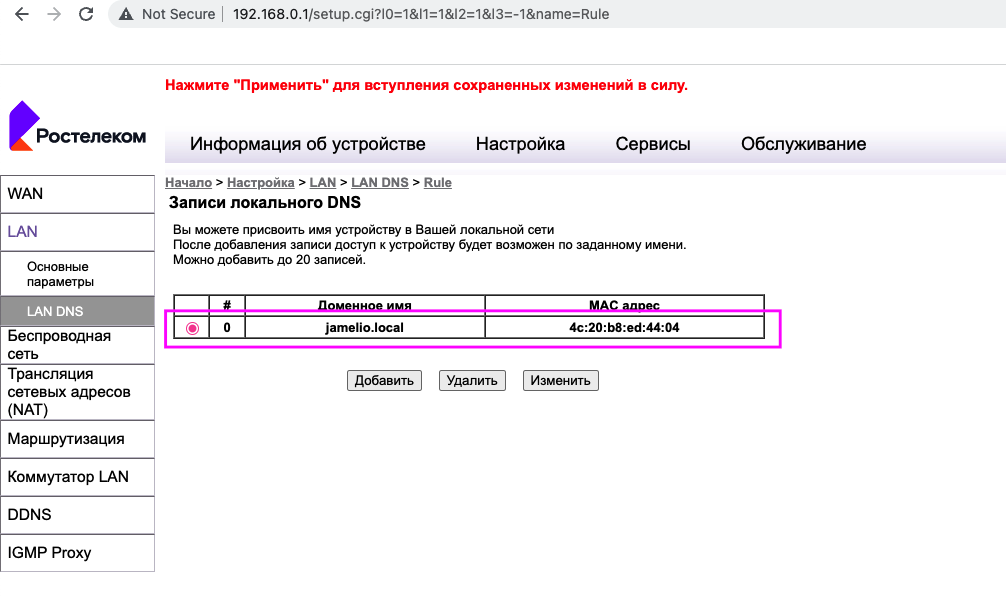 Not Secure 192.168.0.1/setup.cgi?l0=1&l1=1&l2=1&l3=-1&name=Rule
Нажмите "Применить" для вступления сохраненных изменений в силу.
Ростелеком
Информация об устройстве Настройка Сервисы Обслуживание
WAN
LAN
Основные
параметры
LAN DNS
Беспроводная
сеть
Трансляция
сетевых адресов
(NAT)
Маршрутизация
Коммутатор LAN
DDNS
IGMP Proxy
Начало > Настройка > LAN > LAN DNS > Rule
Записи локального DNS
Вы можете присвоить имя устройству в Вашей локальной сети
После добавления записи доступ к устройству будет возможен по заданному имени.
Можно добавить до 20 записей.
# Доменное имя MAC адрес
0 jamelio.local 4c:20:b8:ed:44:04
Добавить Удалить Изменить